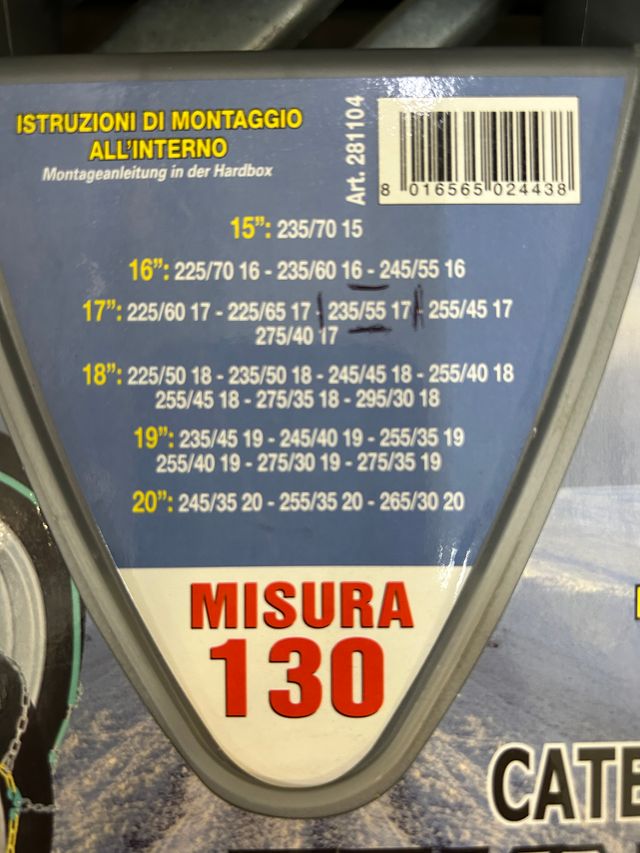 ISTRUZIONI DI MONTAGGIO
ALL'INTERNO
Montageanleitung in der Hardbox
Art. 281104
8 016565 024438
15": 235/70 15
16": 225/70 16 - 235/60 16 - 245/55 16
17": 225/60 17 - 225/65 17 - 235/55 17 - 255/45 17
275/40 17
18": 225/50 18 - 235/50 18 - 245/45 18 - 255/40 18
255/45 18 - 275/35 18 - 295/30 18
19": 235/45 19 - 245/40 19 - 255/35 19
255/40 19 - 275/30 19 - 275/35 19
20": 245/35 20 - 255/35 20 - 265/30 20
MISURA
130
CATE